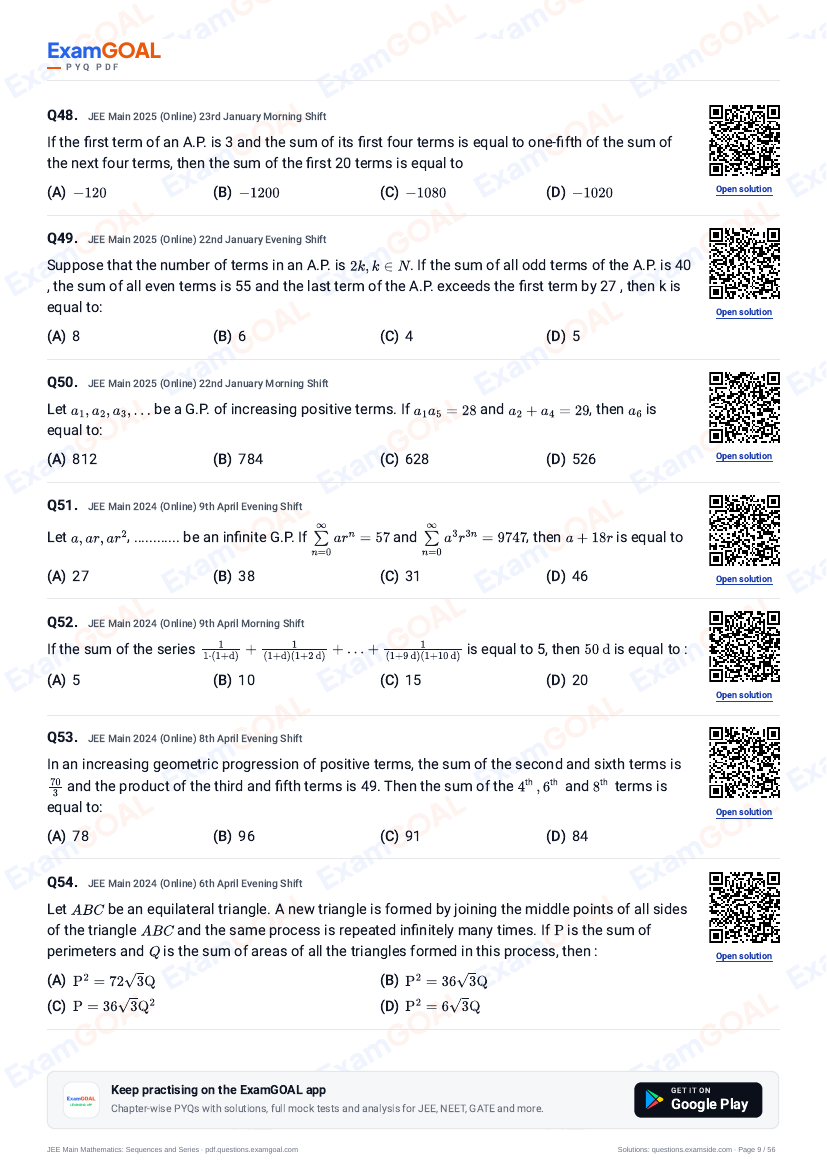 ExamGOAL
PYQ PDF
Q48. JEE Main 2025 (Online) 23rd January Morning Shift
If the first term of an A.P. is 3 and the sum of its first four terms is equal to one-fifth of the sum of
the next four terms, then the sum of the first 20 terms is equal to
(A) −120 (B) −1200 (C) −1080 (D) −1020
Open solution
Q49. JEE Main 2025 (Online) 22nd January Evening Shift
Suppose that the number of terms in an A.P. is 2k, k ∈ N. If the sum of all odd terms of the A.P. is 40
, the sum of all even terms is 55 and the last term of the A.P. exceeds the first term by 27 , then k is
equal to:
(A) 8 (B) 6 (C) 4 (D) 5
Open solution
Q50. JEE Main 2025 (Online) 22nd January Morning Shift
Let a₁, a₂, a₃, . . . be a G.P. of increasing positive terms. If a₁a₅ = 28 and a₂ + a₄ = 29, then a₆ is
equal to:
(A) 812 (B) 784 (C) 628 (D) 526
Open solution
Q51. JEE Main 2024 (Online) 9th April Evening Shift
Let a, ar, ar², ............ be an infinite G.P. If ∑_{n=0}^{∞} arⁿ = 57 and ∑_{n=0}^{∞} a³r³ⁿ = 9747, then a + 18r is equal to
(A) 27 (B) 38 (C) 31 (D) 46
Open solution
Q52. JEE Main 2024 (Online) 9th April Morning Shift
If the sum of the series 1/(1·(1+d)) + 1/((1+d)(1+2 d)) + . . . + 1/((1+9 d)(1+10 d)) is equal to 5, then 50 d is equal to :
(A) 5 (B) 10 (C) 15 (D) 20
Open solution
Q53. JEE Main 2024 (Online) 8th April Evening Shift
In an increasing geometric progression of positive terms, the sum of the second and sixth terms is
70/3 and the product of the third and fifth terms is 49. Then the sum of the 4ᵗʰ , 6ᵗʰ and 8ᵗʰ terms is
equal to:
(A) 78 (B) 96 (C) 91 (D) 84
Open solution
Q54. JEE Main 2024 (Online) 6th April Evening Shift
Let ABC be an equilateral triangle. A new triangle is formed by joining the middle points of all sides
of the triangle ABC and the same process is repeated infinitely many times. If P is the sum of
perimeters and Q is the sum of areas of all the triangles formed in this process, then :
(A) P² = 72√3Q (B) P² = 36√3Q
(C) P = 36√3Q² (D) P² = 6√3Q
Open solution
Keep practising on the ExamGOAL app
Chapter-wise PYQs with solutions, full mock tests and analysis for JEE, NEET, GATE and more.
ExamGOAL
GET IT ON
Google Play
JEE Main Mathematics: Sequences and Series · pdf.questions.examgoal.com
Solutions: questions.examside.com · Page 9 / 56